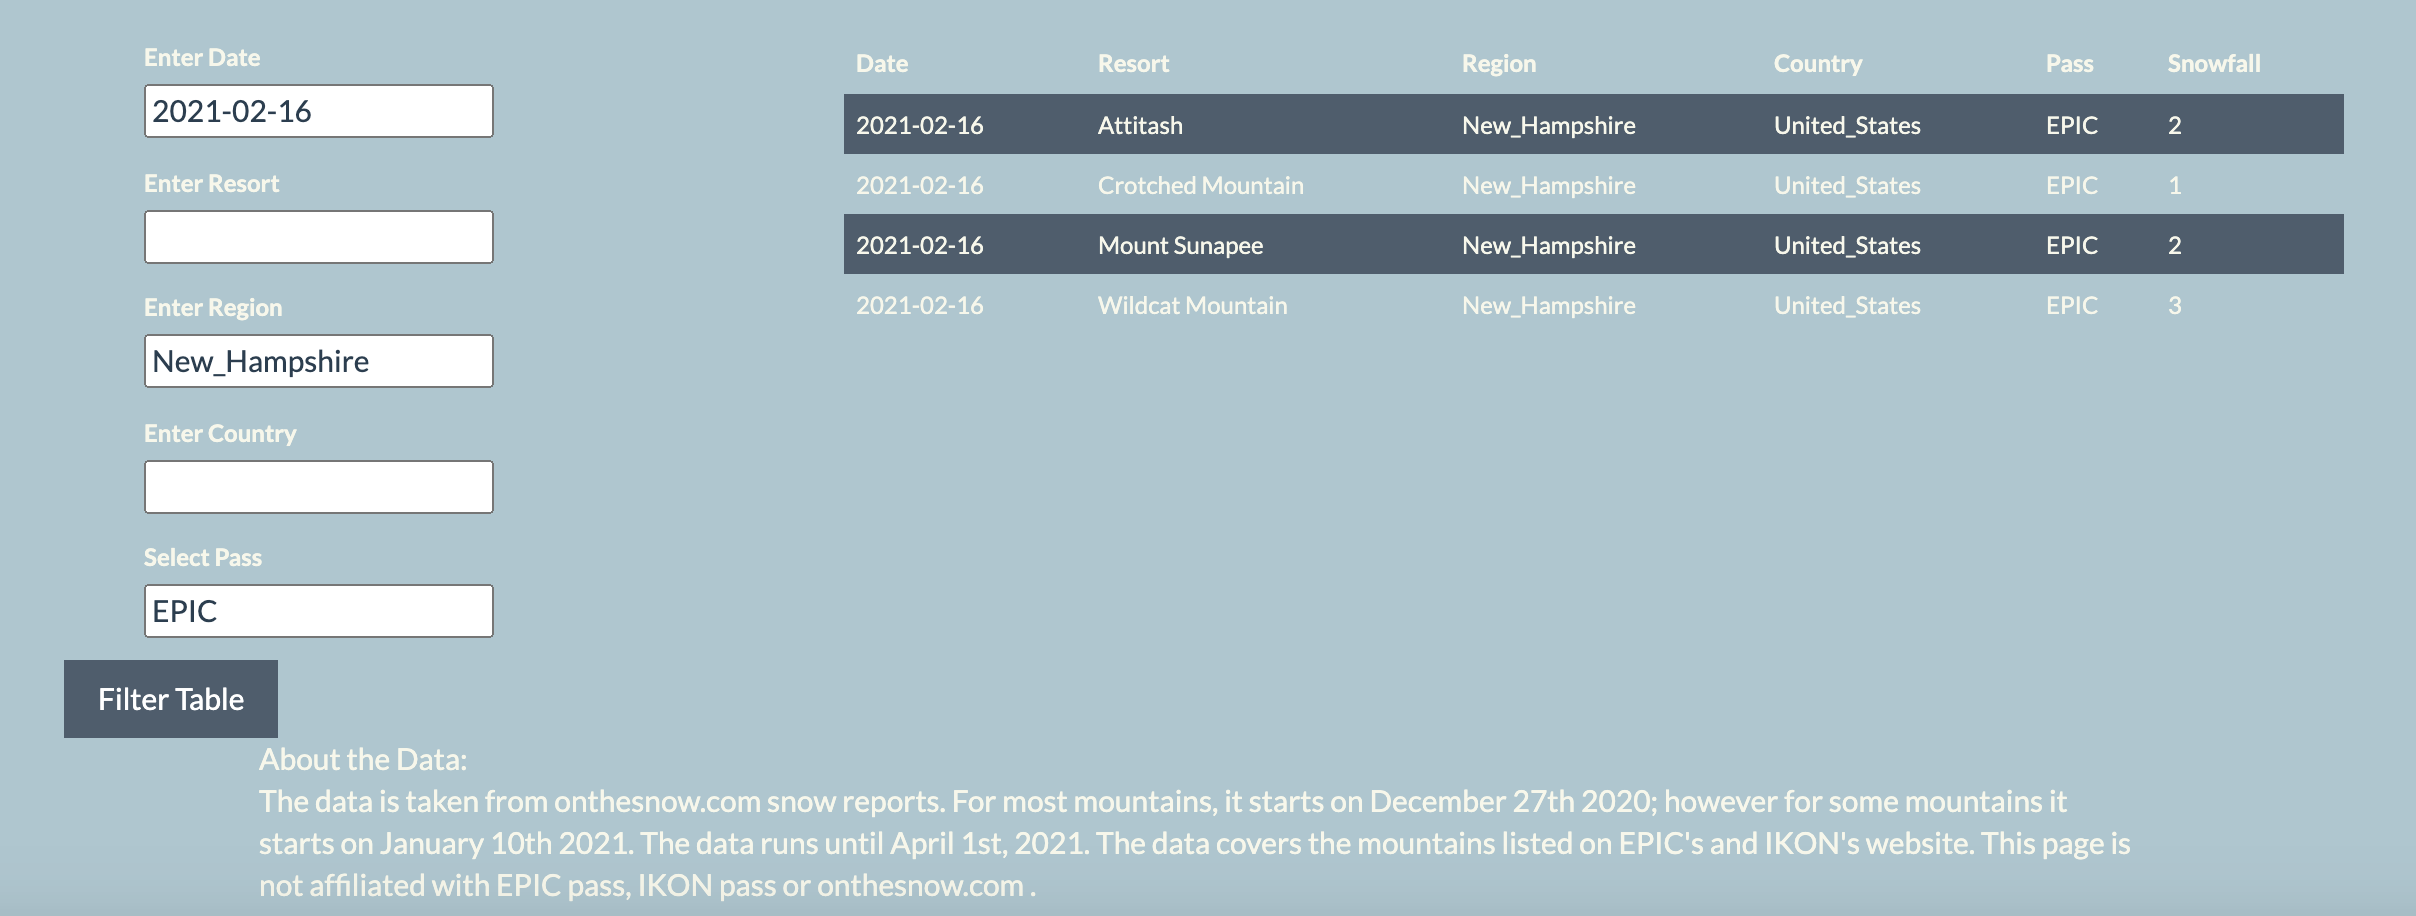 Enter Date
2021-02-16
Enter Resort
Enter Region
New_Hampshire
Enter Country
Select Pass
EPIC
Filter Table
Date Resort Region Country Pass Snowfall
2021-02-16 Attitash New_Hampshire United_States EPIC 2
2021-02-16 Crotched Mountain New_Hampshire United_States EPIC 1
2021-02-16 Mount Sunapee New_Hampshire United_States EPIC 2
2021-02-16 Wildcat Mountain New_Hampshire United_States EPIC 3
About the Data:
The data is taken from onthesnow.com snow reports. For most mountains, it starts on December 27th 2020; however for some mountains it
starts on January 10th 2021. The data runs until April 1st, 2021. The data covers the mountains listed on EPIC's and IKON's website. This page is
not affiliated with EPIC pass, IKON pass or onthesnow.com .